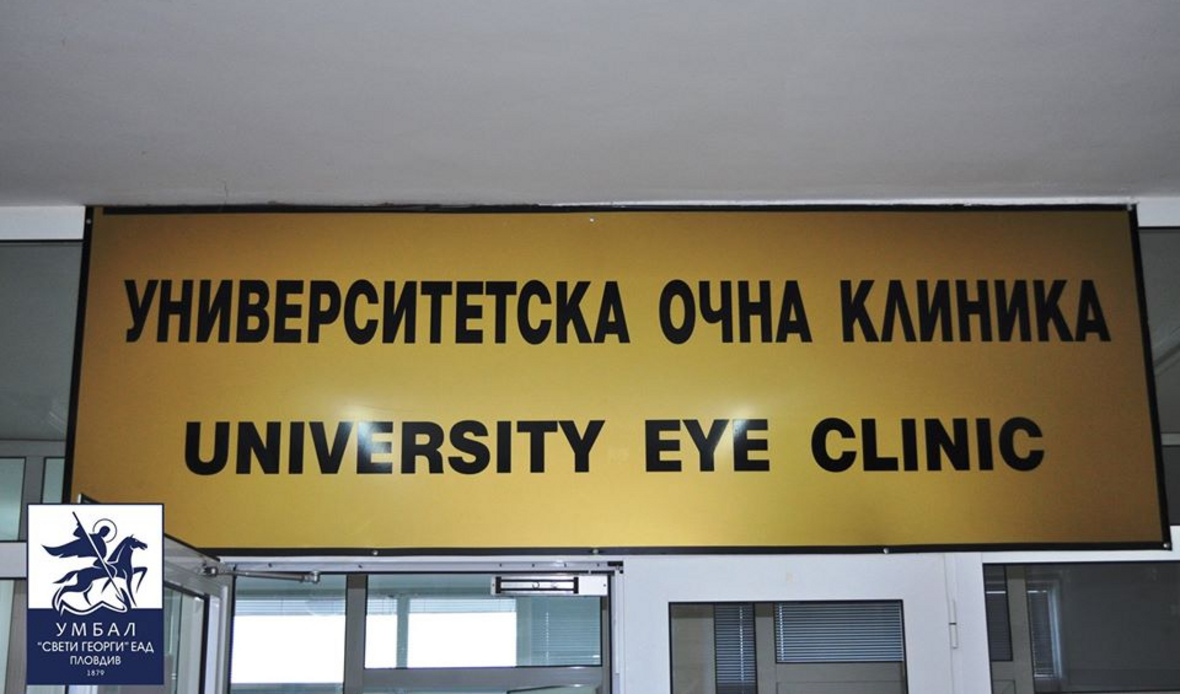 УНИВЕРСИТЕТСКА ОЧНА КЛИНИКА
UNIVERSITY EYE CLINIC
УМБАЛ
"СВЕТИ ГЕОРГИ" ЕАД
ПЛОВДИВ
1879